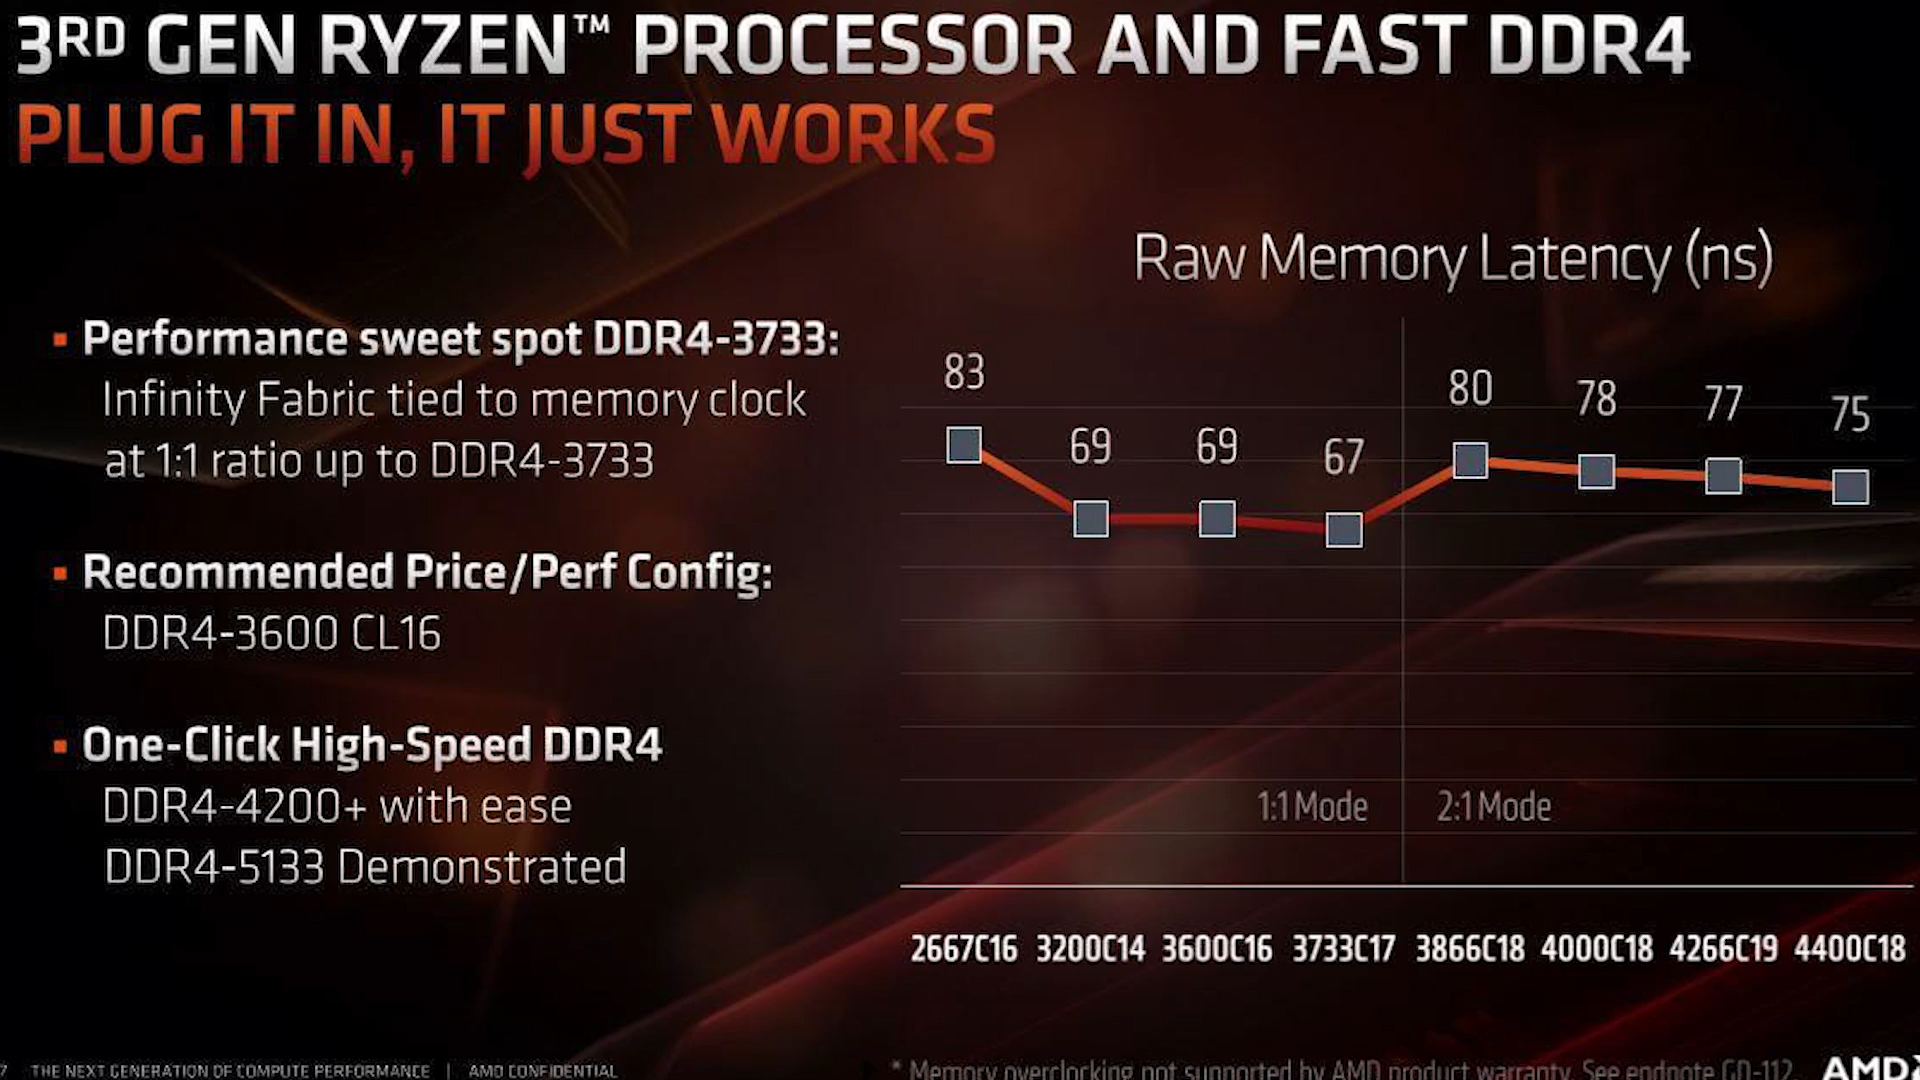 3RD GEN RYZEN™ PROCESSOR AND FAST DDR4
PLUG IT IN, IT JUST WORKS
▪ Performance sweet spot DDR4-3733:
Infinity Fabric tied to memory clock
at 1:1 ratio up to DDR4-3733
▪ Recommended Price/Perf Config:
DDR4-3600 CL16
▪ One-Click High-Speed DDR4
DDR4-4200+ with ease
DDR4-5133 Demonstrated
Raw Memory Latency (ns)
83 69 69 67 80 78 77 75
1:1 Mode 2:1 Mode
2667C16 3200C14 3600C16 3733C17 3866C18 4000C18 4266C19 4400C18
7 THE NEXT GENERATION OF COMPUTE PERFORMANCE | AMD CONFIDENTIAL
* Memory overclocking not supported by AMD product warranty. See endnote GD-112
AMD